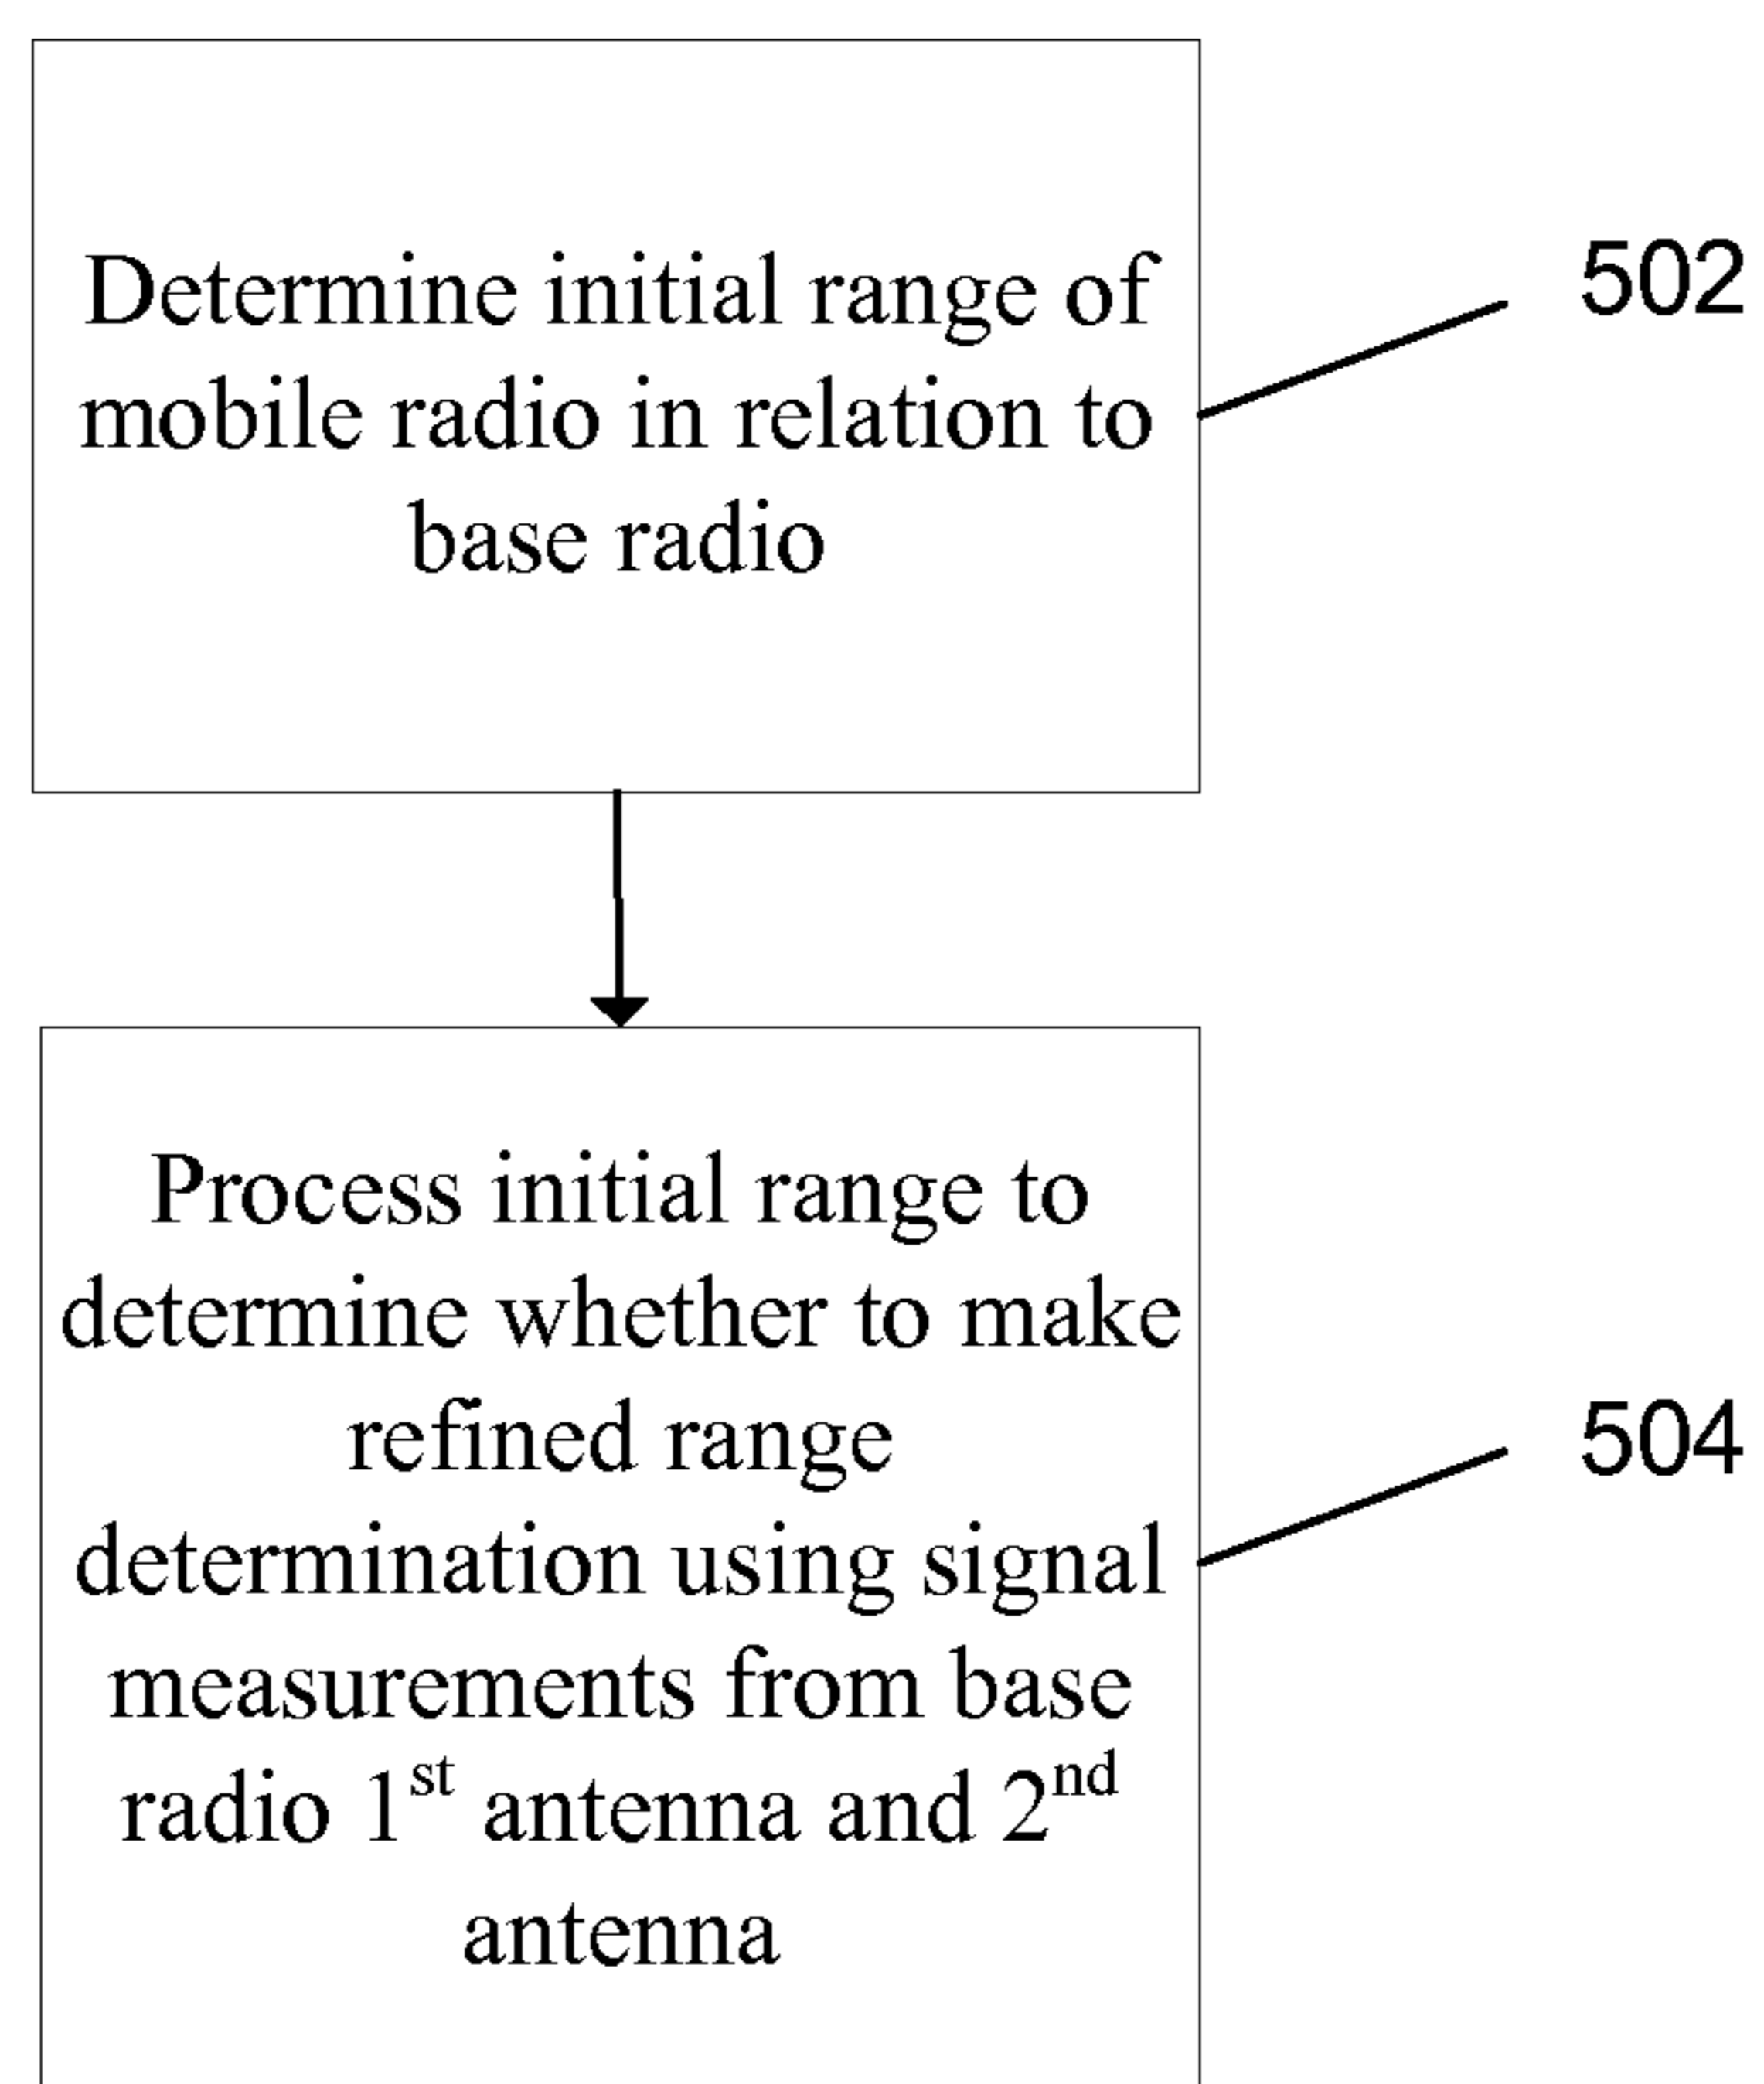 Determine initial range of
mobile radio in relation to
base radio
502
Process initial range to
determine whether to make
refined range
determination using signal
measurements from base
radio 1st antenna and 2nd
antenna
504